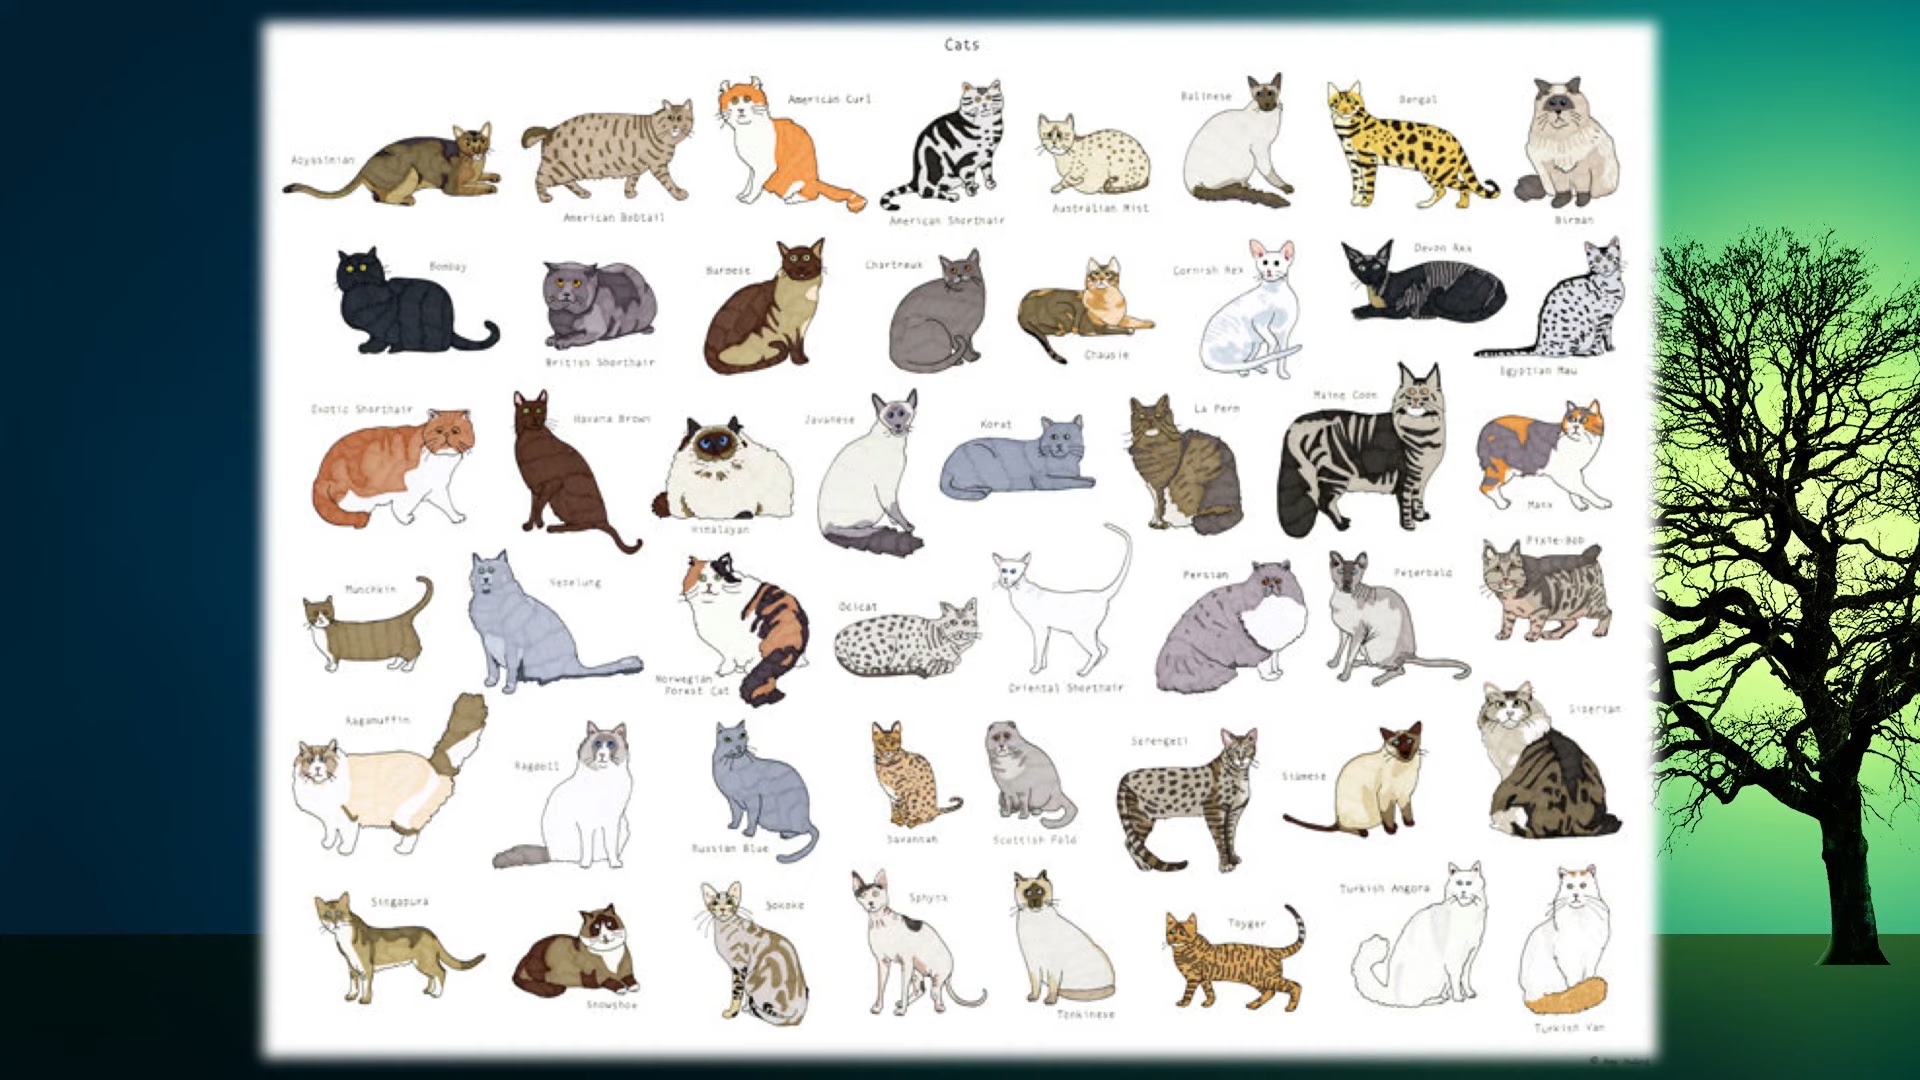 Cats
Abyssinian
American Bobtail
American Curl
American Shorthair
Australian Mist
Balinese
Bengal
Birman
Bombay
British Shorthair
Burmese
Chartreux
Chausie
Cornish Rex
Devon Rex
Egyptian Mau
Exotic Shorthair
Havana Brown
Himalayan
Javanese
Korat
La Perm
Maine Coon
Manx
Munchkin
Nebelung
Norwegian
Forest Cat
Ocicat
Oriental Shorthair
Persian
Peterbald
Pixie-Bob
Ragamuffin
Ragdoll
Russian Blue
Savannah
Scottish Fold
Serengeti
Siamese
Siberian
Singapura
Snowshoe
Sokoke
Sphynx
Tonkinese
Toyger
Turkish Angora
Turkish Van